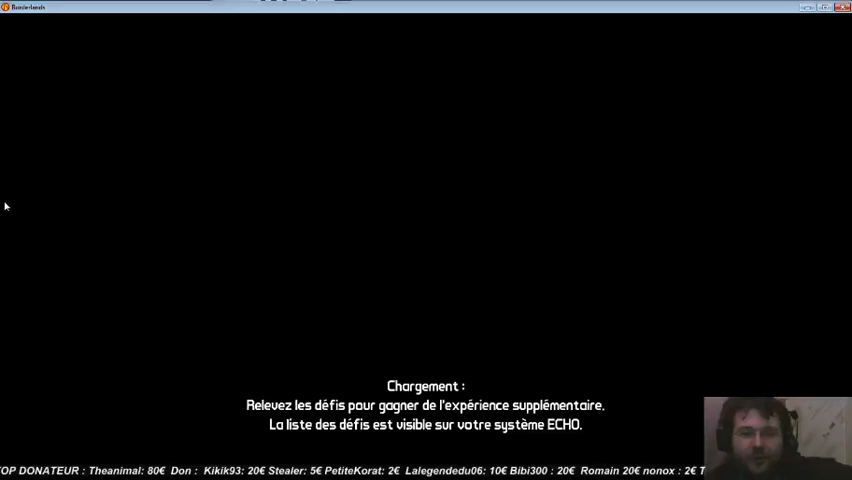 Borderlands
Chargement :
Relevez les défis pour gagner de l'expérience supplémentaire.
La liste des défis est visible sur votre système ECHO.
TOP DONATEUR : Theanimal: 80€ Don : Kikik93: 20€ Stealer: 5€ PetiteKorat: 2€ Lalegendedu06: 10€ Bibi300 : 20€ Romain 20€ nonox : 2€ T